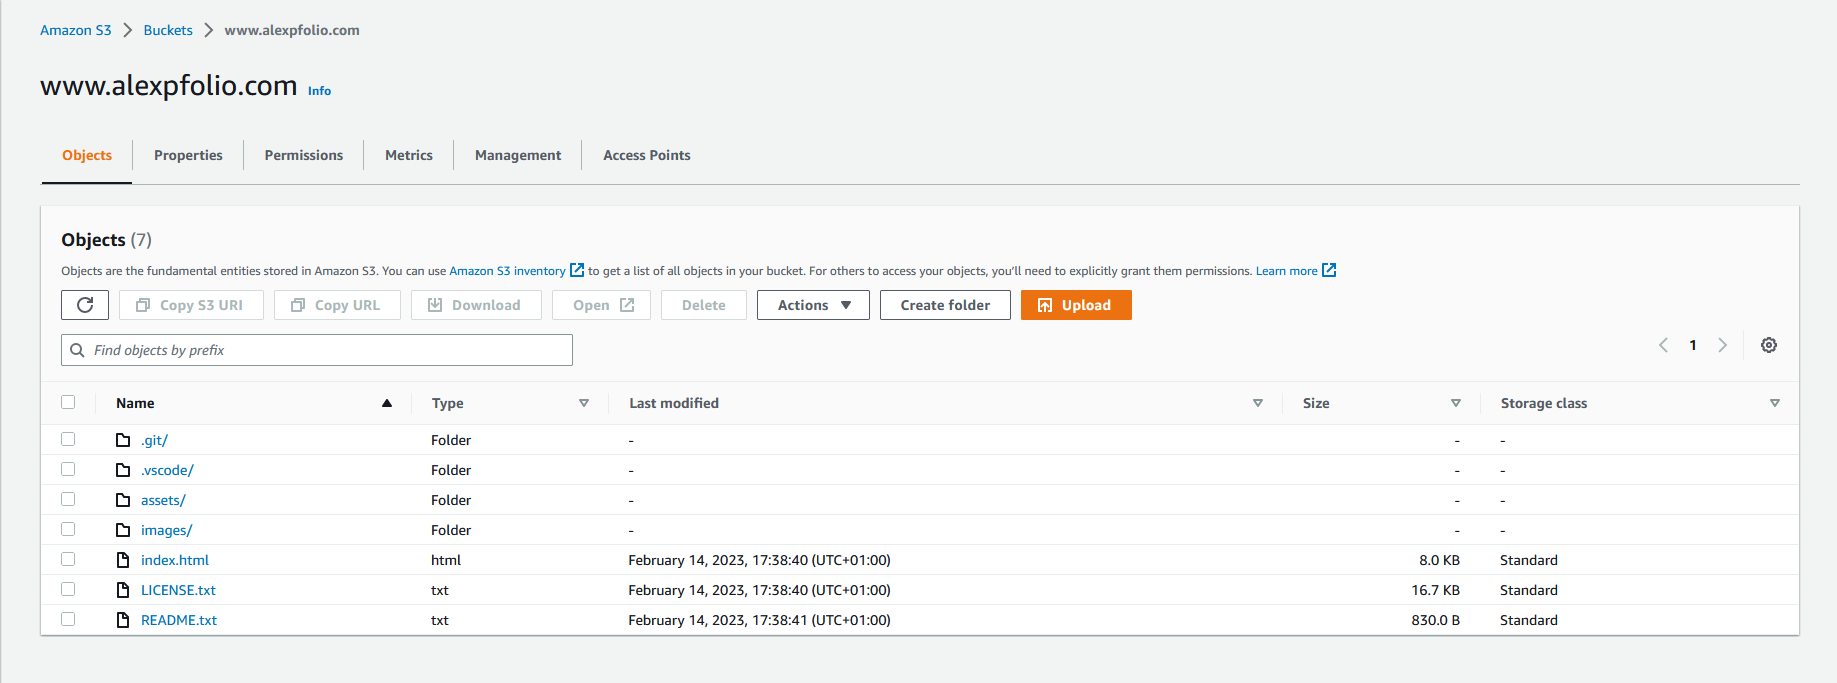 Amazon S3 > Buckets > www.alexpfolio.com
www.alexpfolio.com Info
Objects Properties Permissions Metrics Management Access Points
Objects (7)
Objects are the fundamental entities stored in Amazon S3. You can use Amazon S3 inventory to get a list of all objects in your bucket. For others to access your objects, you'll need to explicitly grant them permissions. Learn more
Copy S3 URI Copy URL Download Open Delete Actions Create folder Upload
Find objects by prefix 1
Name Type Last modified Size Storage class
.git/ Folder - - -
.vscode/ Folder - - -
assets/ Folder - - -
images/ Folder - - -
index.html html February 14, 2023, 17:38:40 (UTC+01:00) 8.0 KB Standard
LICENSE.txt txt February 14, 2023, 17:38:40 (UTC+01:00) 16.7 KB Standard
README.txt txt February 14, 2023, 17:38:41 (UTC+01:00) 830.0 B Standard